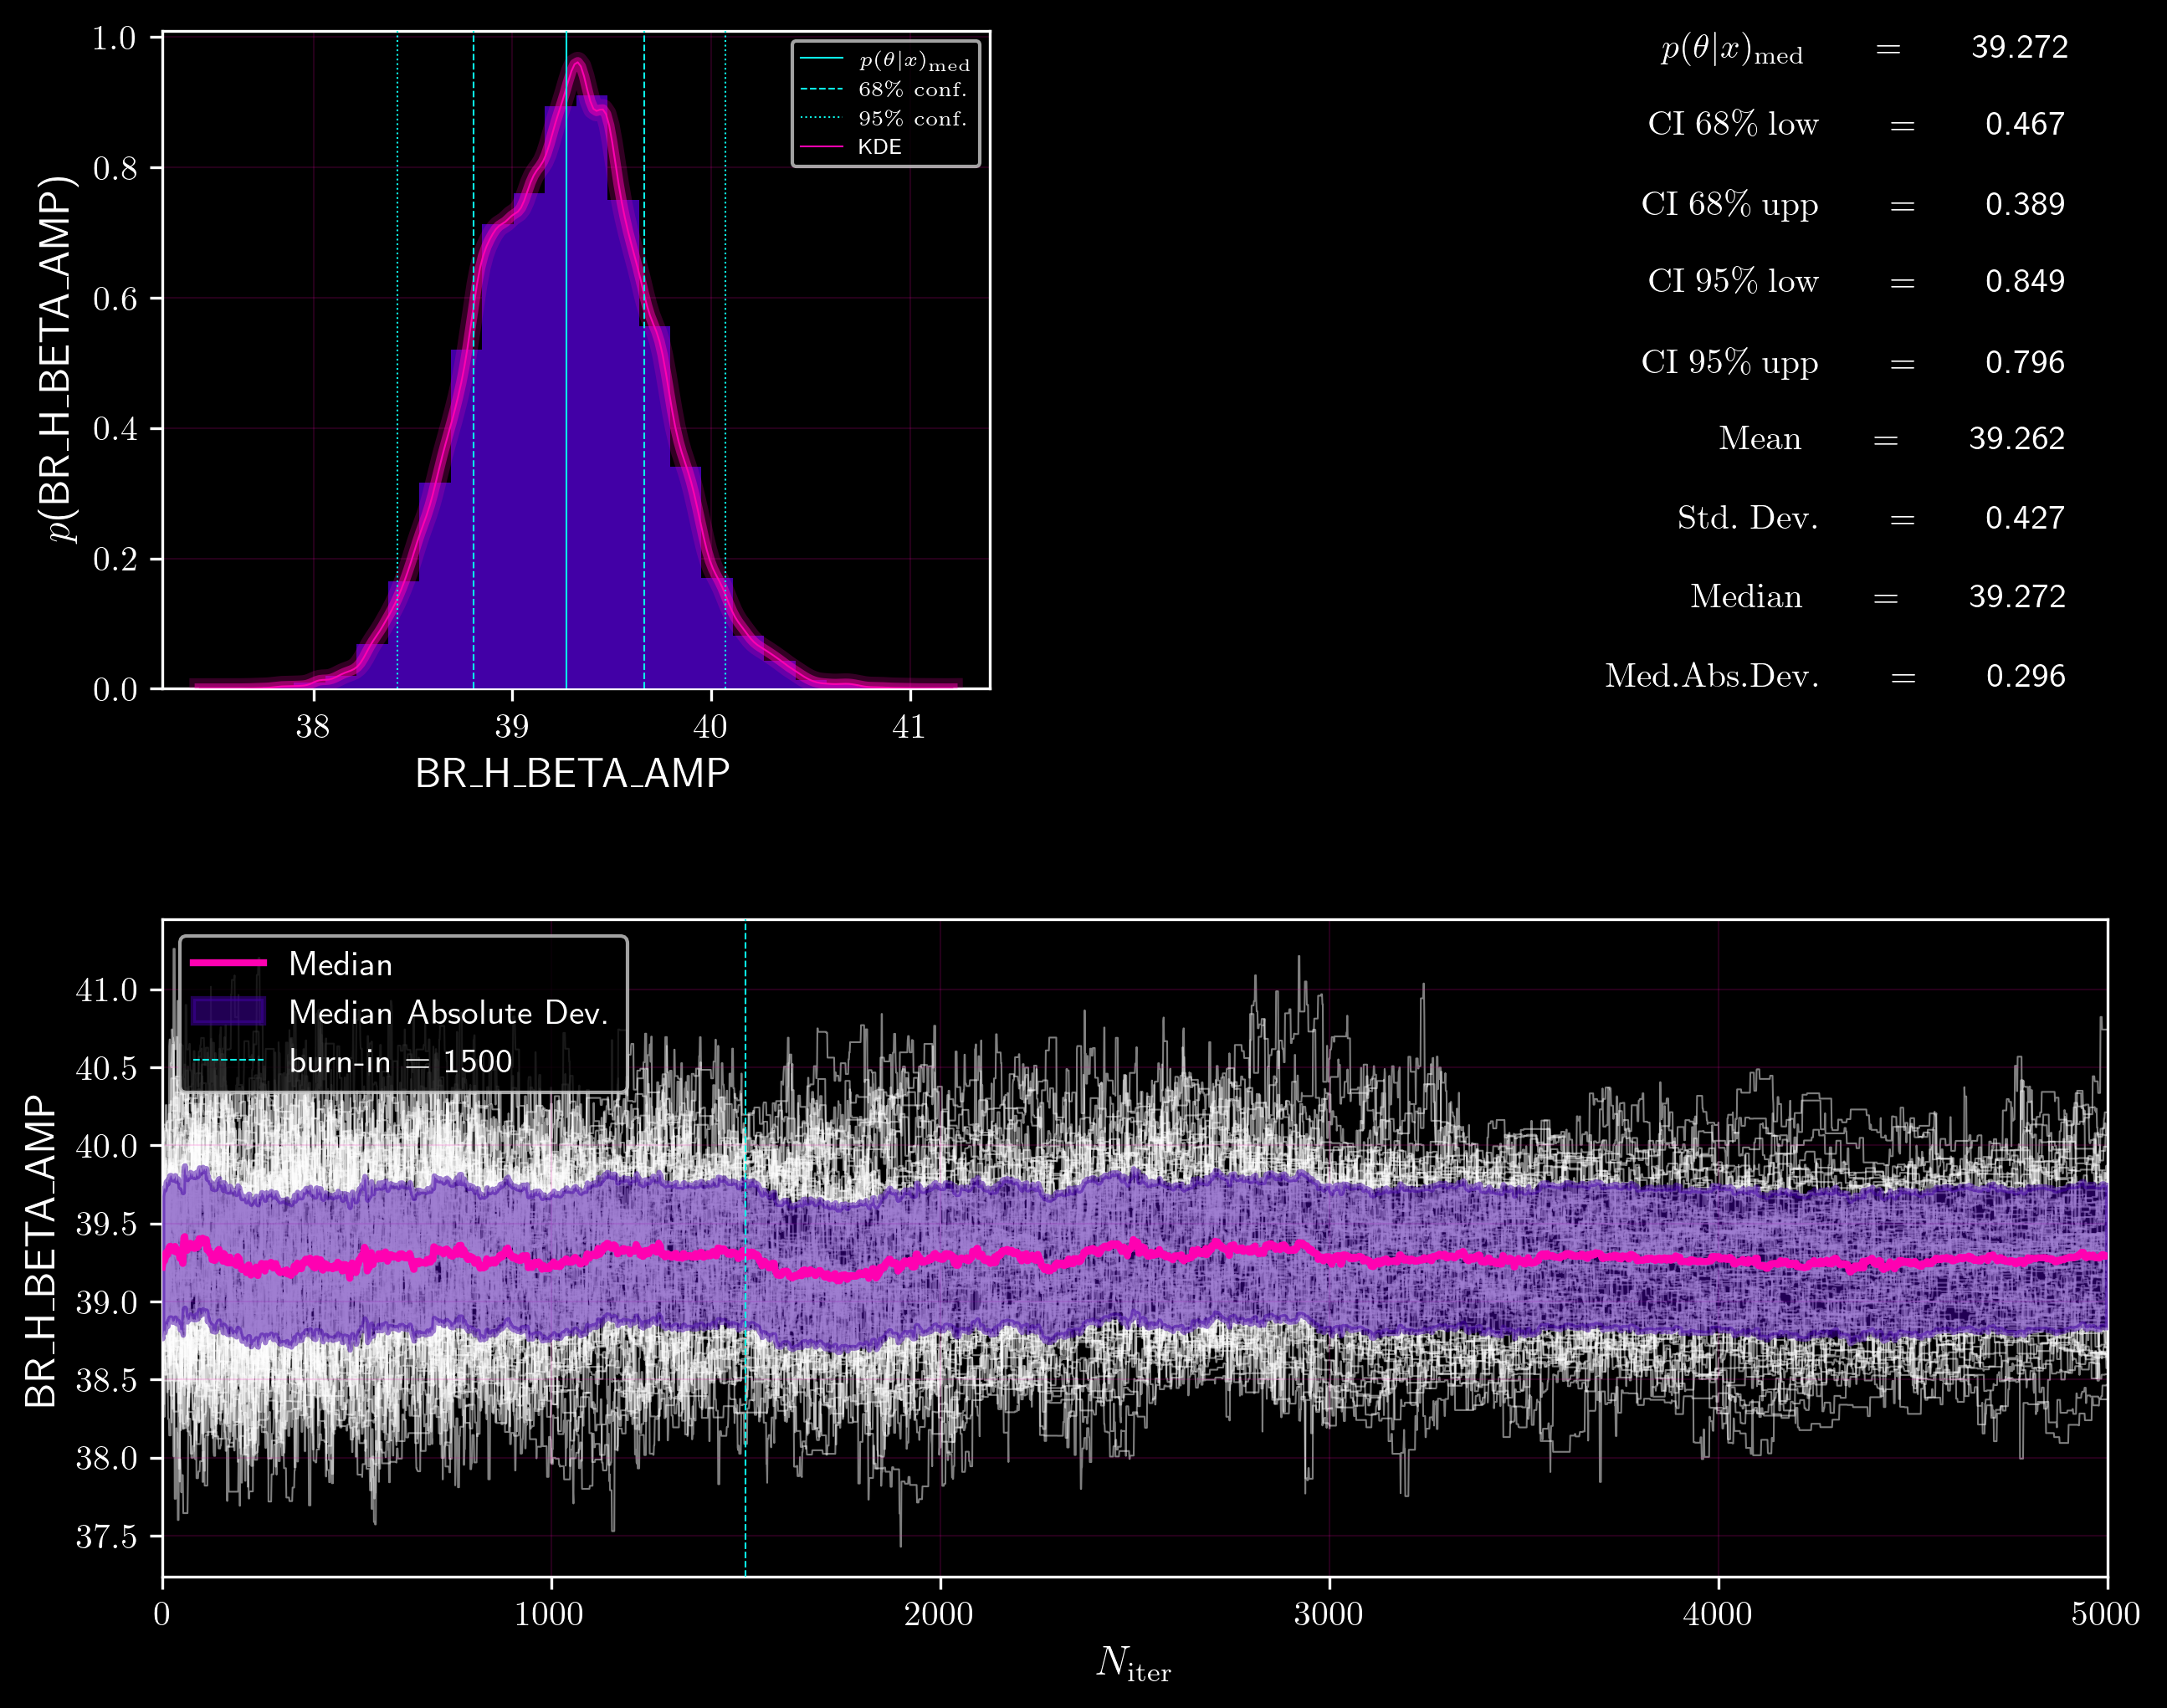 1.0
0.8
0.6
0.4
0.2
0.0
p(BR_H_BETA_AMP)
38 39 40 41
BR_H_BETA_AMP
p(θ|x)med
68% conf.
95% conf.
KDE
p(θ|x)med = 39.272
CI 68% low = 0.467
CI 68% upp = 0.389
CI 95% low = 0.849
CI 95% upp = 0.796
Mean = 39.262
Std. Dev. = 0.427
Median = 39.272
Med.Abs.Dev. = 0.296
Median
Median Absolute Dev.
burn-in = 1500
41.0
40.5
40.0
39.5
39.0
38.5
38.0
37.5
BR_H_BETA_AMP
0 1000 2000 3000 4000 5000
Niter